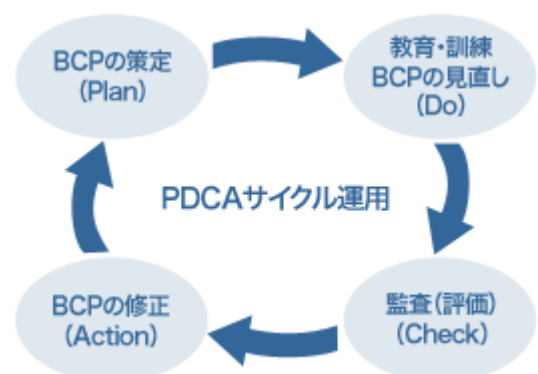 BCPの策定
(Plan)
教育・訓練
BCPの見直し
(Do)
PDCAサイクル運用
BCPの修正
(Action)
監査(評価)
(Check)